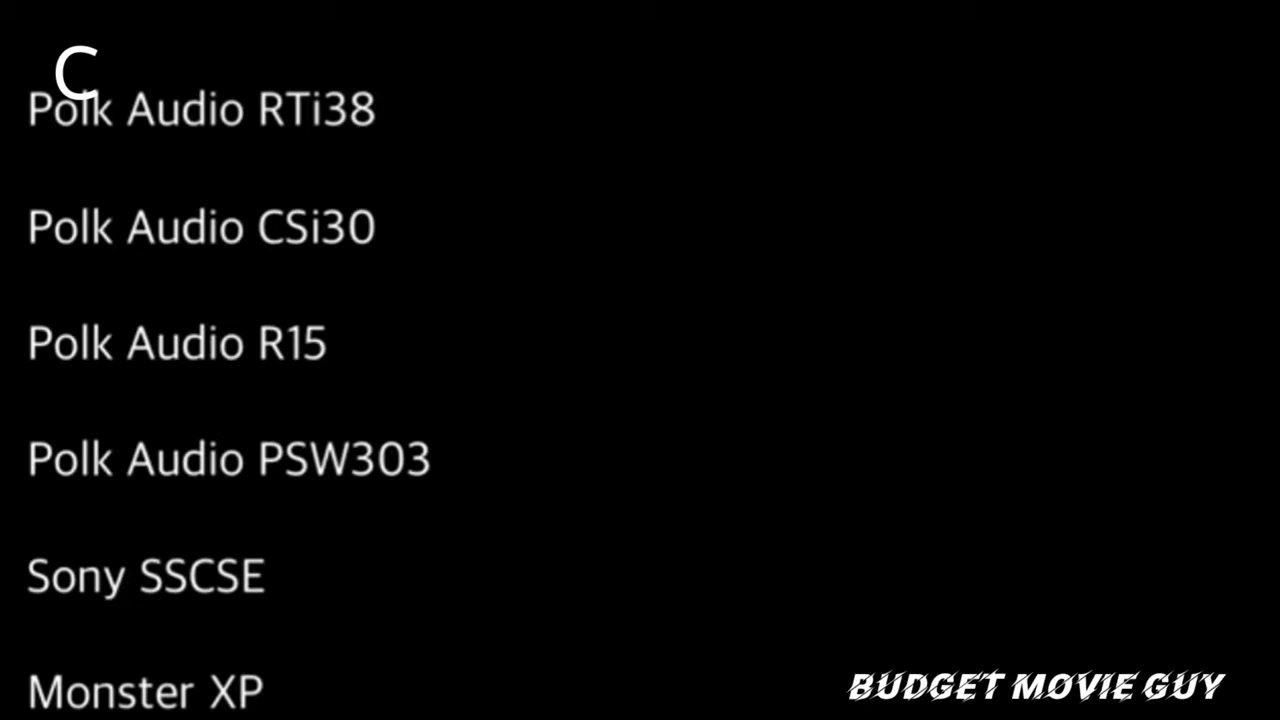 C
Polk Audio RTi38
Polk Audio CSi30
Polk Audio R15
Polk Audio PSW303
Sony SSCSE
Monster XP
BUDGET MOVIE GUY